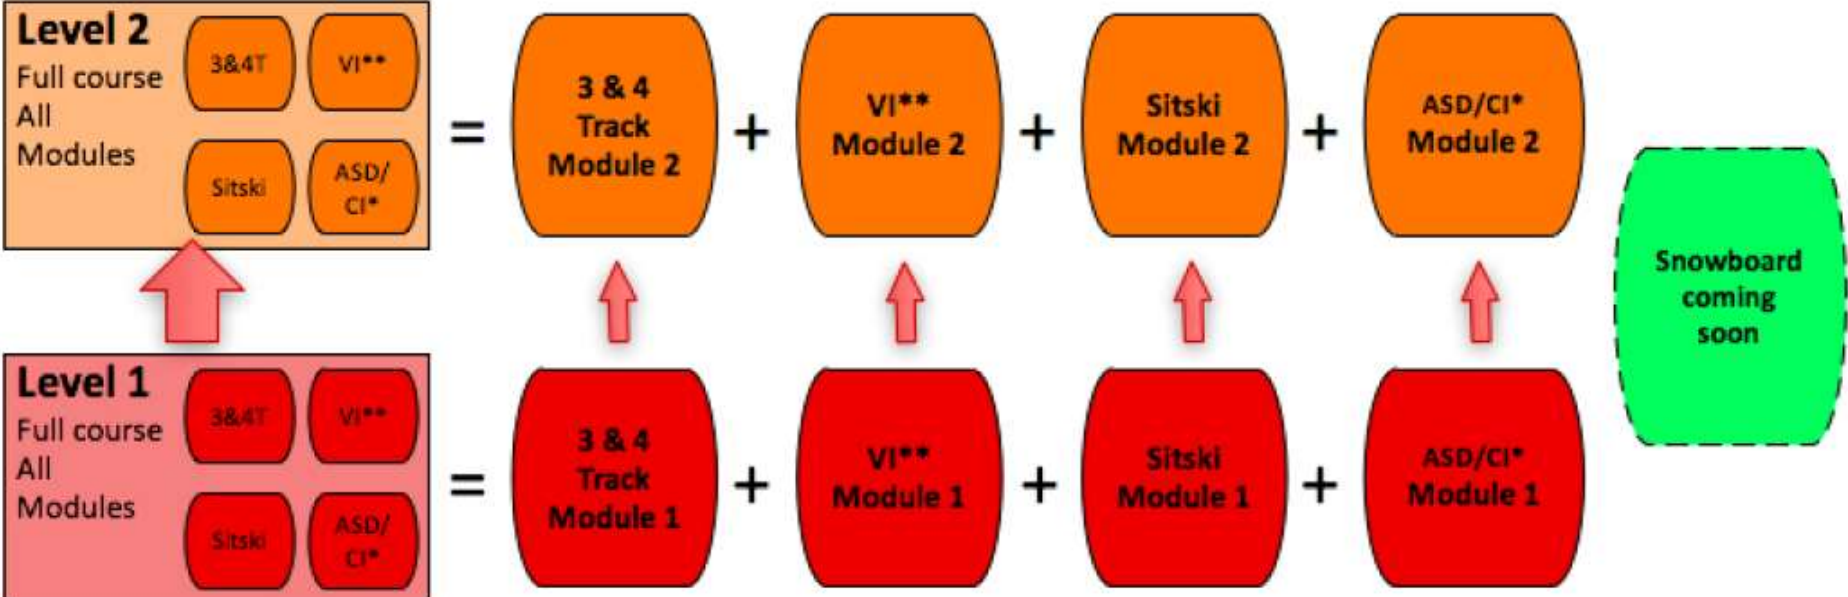 Level 2
Full course
All
Modules
3&4T
VI**
Sitski
ASD/
CI*
=
3 & 4
Track
Module 2
+
VI**
Module 2
+
Sitski
Module 2
+
ASD/CI*
Module 2
Snowboard
coming
soon
Level 1
Full course
All
Modules
3&4T
VI**
Sitski
ASD/
CI*
=
3 & 4
Track
Module 1
+
VI**
Module 1
+
Sitski
Module 1
+
ASD/CI*
Module 1